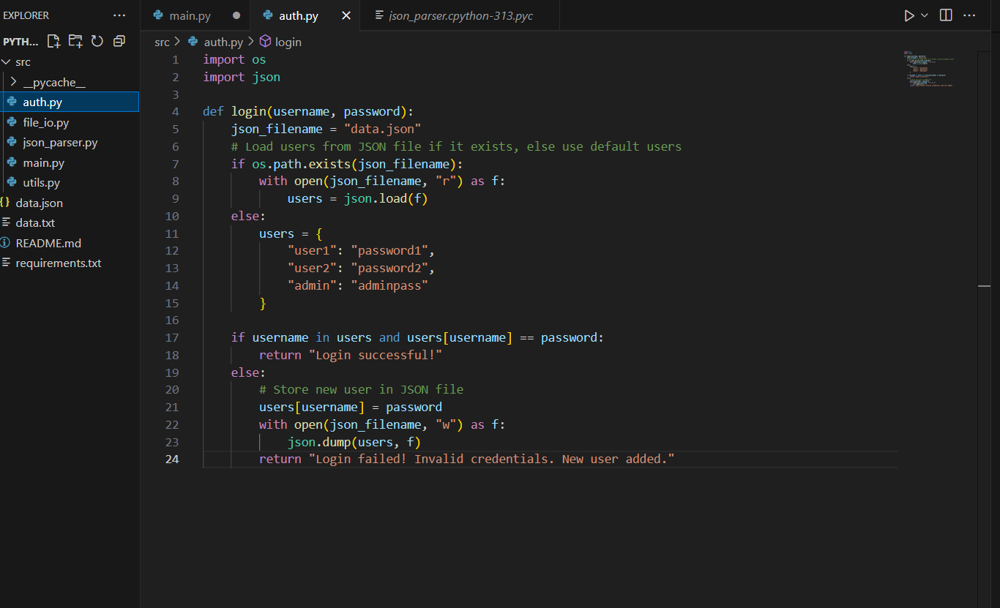 EXPLORER ...
main.py
auth.py
json_parser.cpython-313.pyc
PYTH...
src
__pycache__
auth.py
file_io.py
json_parser.py
main.py
utils.py
data.json
data.txt
README.md
requirements.txt
src > auth.py > login
1 import os
2 import json
3
4 def login(username, password):
5     json_filename = "data.json"
6     # Load users from JSON file if it exists, else use default users
7     if os.path.exists(json_filename):
8         with open(json_filename, "r") as f:
9             users = json.load(f)
10     else:
11         users = {
12             "user1": "password1",
13             "user2": "password2",
14             "admin": "adminpass"
15         }
16
17     if username in users and users[username] == password:
18         return "Login successful!"
19     else:
20         # Store new user in JSON file
21         users[username] = password
22         with open(json_filename, "w") as f:
23             json.dump(users, f)
24         return "Login failed! Invalid credentials. New user added."